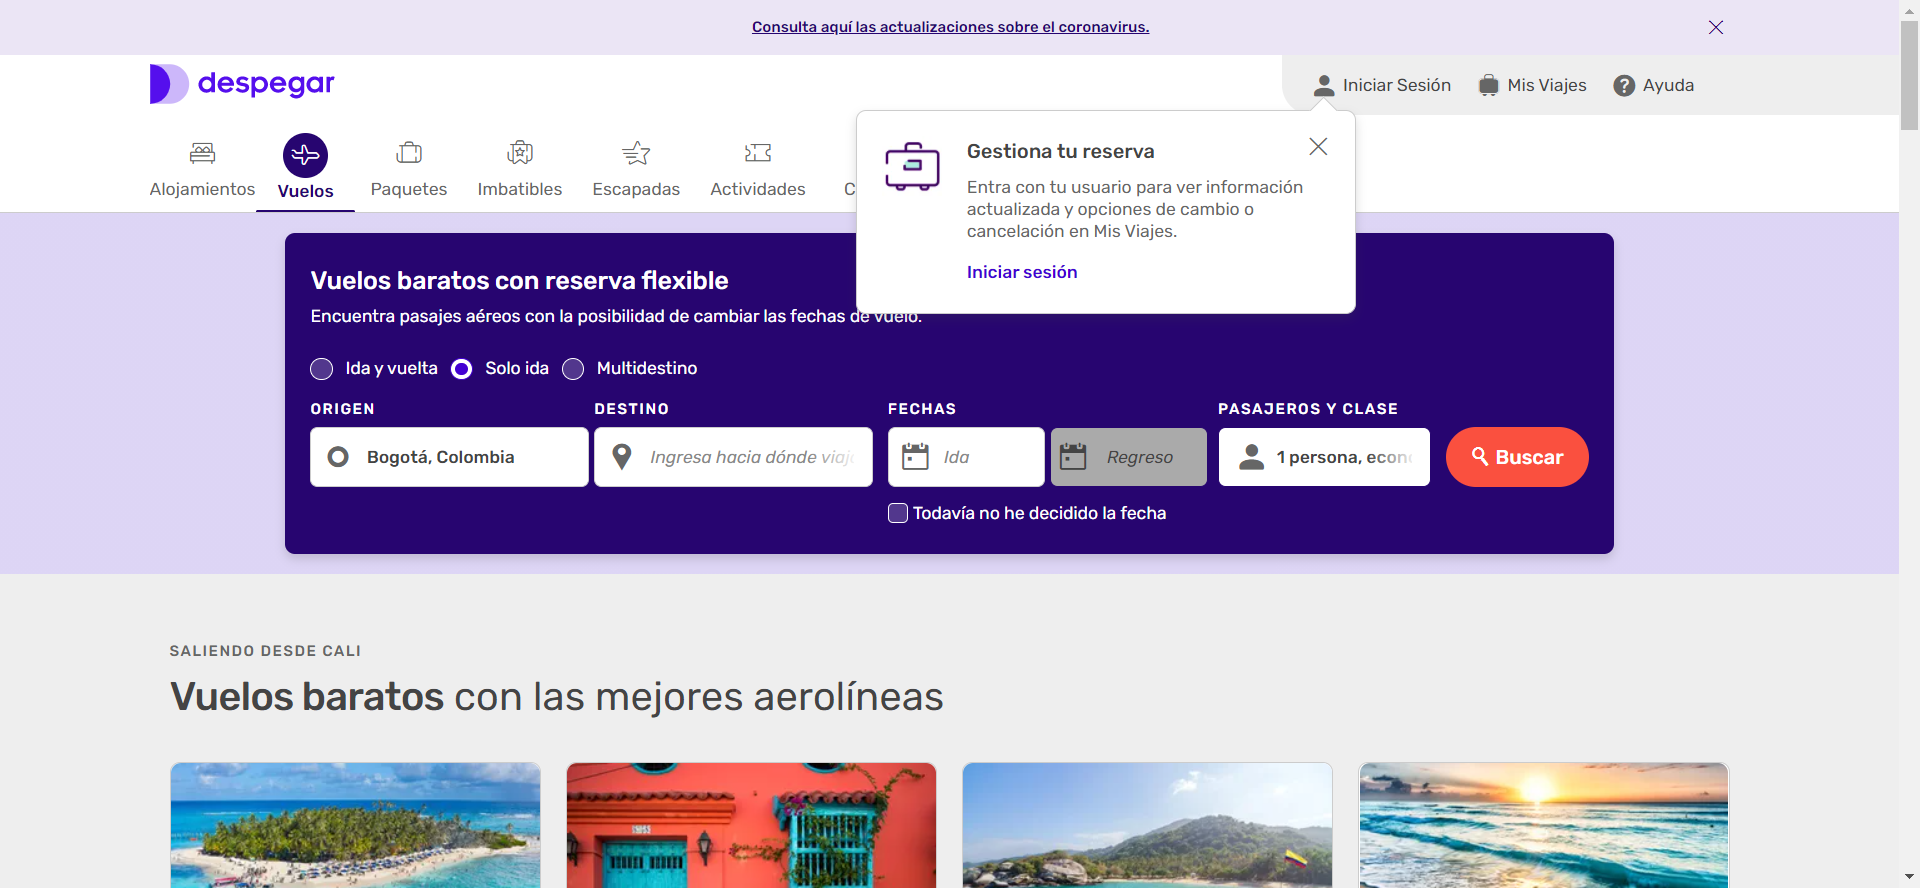 Consulta aquí las actualizaciones sobre el coronavirus.
despegar
Iniciar Sesión
Mis Viajes
Ayuda
Alojamientos
Vuelos
Paquetes
Imbatibles
Escapadas
Actividades
C
Gestiona tu reserva
Entra con tu usuario para ver información
actualizada y opciones de cambio o
cancelación en Mis Viajes.
Iniciar sesión
Vuelos baratos con reserva flexible
Encuentra pasajes aéreos con la posibilidad de cambiar las fechas de vuelo.
Ida y vuelta
Solo ida
Multidestino
ORIGEN
DESTINO
FECHAS
PASAJEROS Y CLASE
Bogotá, Colombia
Ingresa hacia dónde viaj
Ida
Regreso
1 persona, econ
Buscar
Todavía no he decidido la fecha
SALIENDO DESDE CALI
Vuelos baratos con las mejores aerolíneas